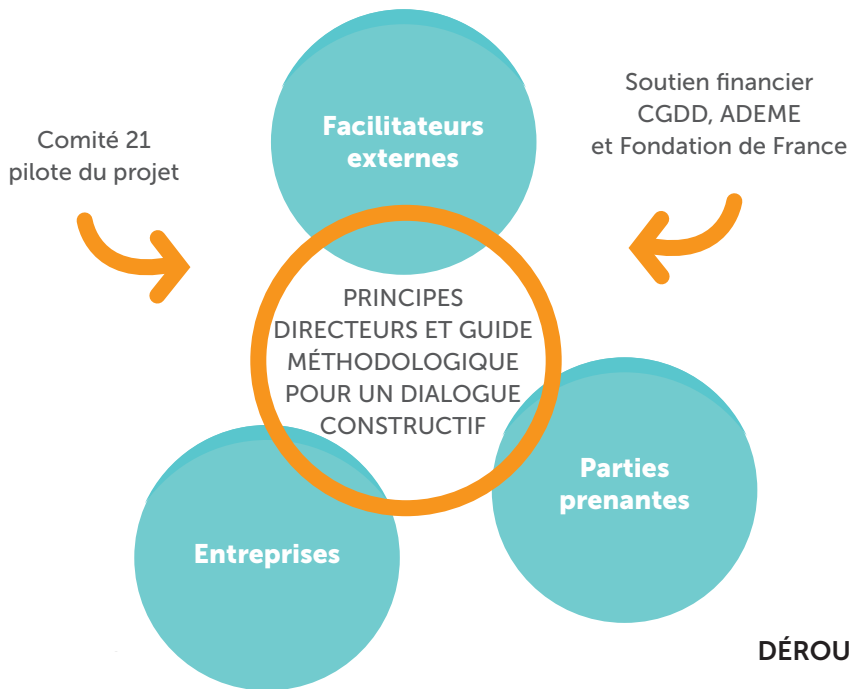 Comité 21
pilote du projet
Facilitateurs
externes
Soutien financier
CGDD, ADEME
et Fondation de France
PRINCIPES
DIRECTEURS ET GUIDE
MÉTHODOLOGIQUE
POUR UN DIALOGUE
CONSTRUCTIF
Parties
prenantes
Entreprises
DÉROU